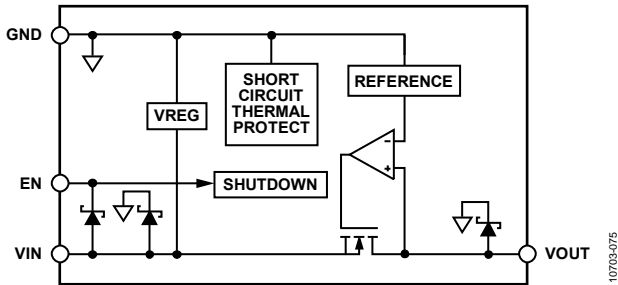 GND
SHORT
CIRCUIT
THERMAL
PROTECT
REFERENCE
VREG
-
+
EN
SHUTDOWN
VIN
VOUT
10703-075